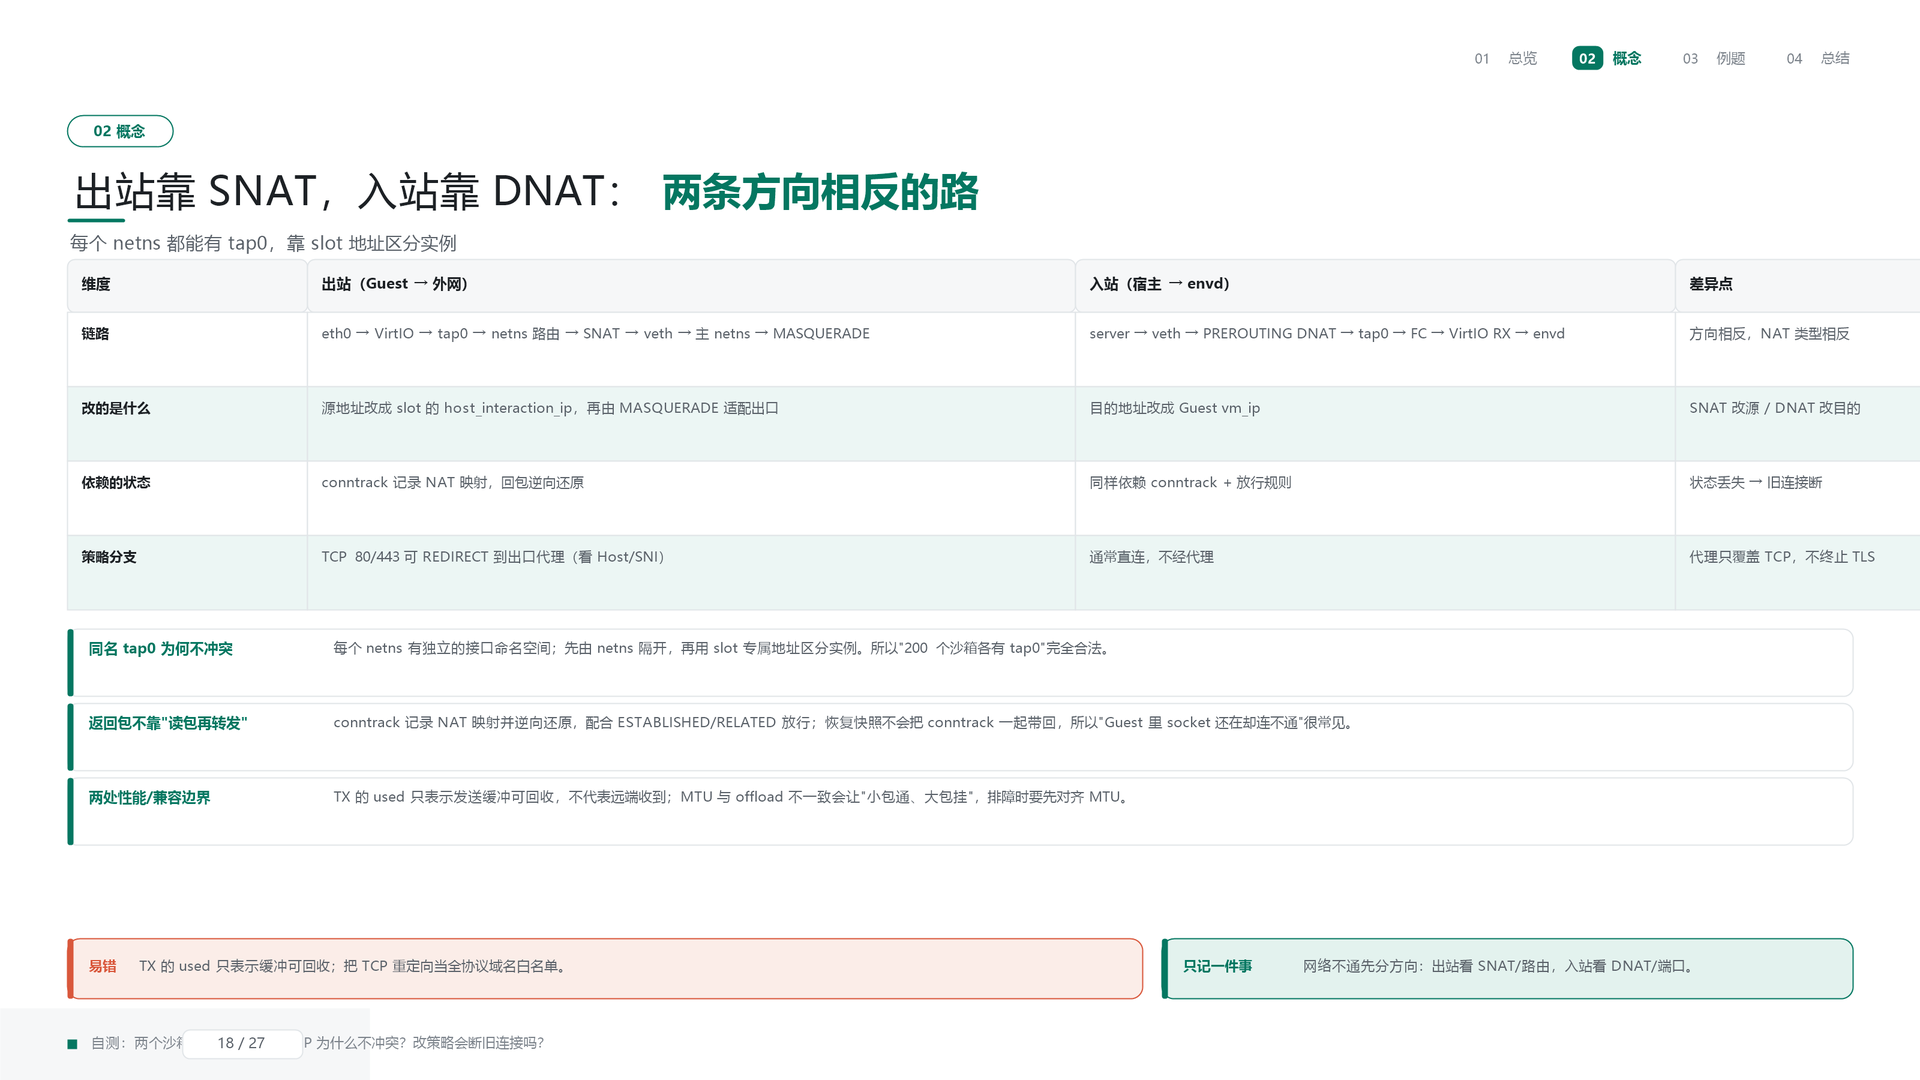 01 总览 02 概念 03 例题 04 总结
02 概念
出站靠 SNAT，入站靠 DNAT： 两条方向相反的路
每个 netns 都能有 tap0，靠 slot 地址区分实例
维度 出站（Guest → 外网） 入站（宿主 → envd） 差异点
链路 eth0 → VirtIO → tap0 → netns 路由 → SNAT → veth → 主 netns → MASQUERADE server → veth → PREROUTING DNAT → tap0 → FC → VirtIO RX → envd 方向相反，NAT 类型相反
改的是什么 源地址改成 slot 的 host_interaction_ip，再由 MASQUERADE 适配出口 目的地址改成 Guest vm_ip SNAT 改源 / DNAT 改目的
依赖的状态 conntrack 记录 NAT 映射，回包逆向还原 同样依赖 conntrack + 放行规则 状态丢失 → 旧连接断
策略分支 TCP 80/443 可 REDIRECT 到出口代理（看 Host/SNI） 通常直连，不经代理 代理只覆盖 TCP，不终止 TLS
同名 tap0 为何不冲突 每个 netns 有独立的接口命名空间；先由 netns 隔开，再用 slot 专属地址区分实例。所以"200 个沙箱各有 tap0"完全合法。
返回包不靠"读包再转发" conntrack 记录 NAT 映射并逆向还原，配合 ESTABLISHED/RELATED 放行；恢复快照不会把 conntrack 一起带回，所以"Guest 里 socket 还在却连不通"很常见。
两处性能/兼容边界 TX 的 used 只表示发送缓冲可回收，不代表远端收到；MTU 与 offload 不一致会让"小包通、大包挂"，排障时要先对齐 MTU。
易错 TX 的 used 只表示缓冲可回收；把 TCP 重定向当全协议域名白名单。
只记一件事 网络不通先分方向：出站看 SNAT/路由，入站看 DNAT/端口。
自测：两个沙 18 / 27 P 为什么不冲突？改策略会断旧连接吗？